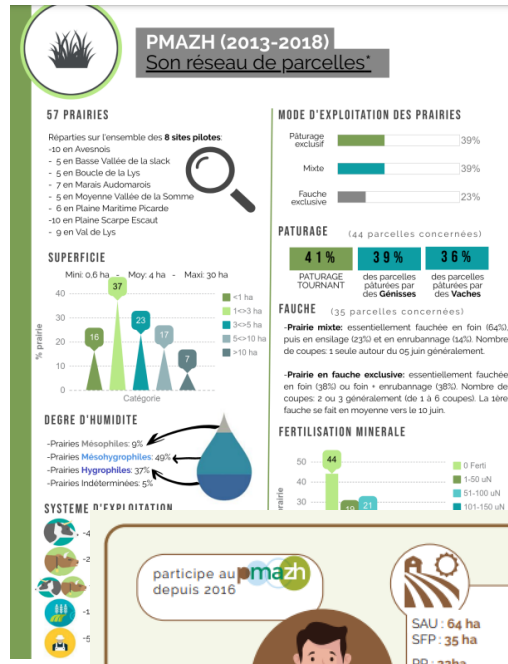 PMAZH (2013-2018)
Son réseau de parcelles*
57 PRAIRIES
Réparties sur l'ensemble des 8 sites pilotes:
-10 en Avesnois
- 5 en Basse Vallée de la slack
- 5 en Boucle de la Lys
- 7 en Marais Audomarois
- 5 en Moyenne Vallée de la Somme
- 6 en Plaine Maritime Picarde
-10 en Plaine Scarpe Escaut
- 9 en Val de Lys
SUPERFICIE
Mini: 0,6 ha - Moy: 4 ha - Maxi: 30 ha
% prairie
40
30
20
10
0
16
37
23
17
7
Catégorie
<1 ha
1<>3 ha
3<>5 ha
5<>10 ha
>10 ha
DEGRE D'HUMIDITE
-Prairies Mésophiles: 9%
-Prairies Mésohygrophiles: 49%
-Prairies Hygrophiles: 37%
-Prairies Indéterminées: 5%
SYSTEME D'EXPLOITATION
MODE D'EXPLOITATION DES PRAIRIES
Pâturage exclusif
39%
Mixte
39%
Fauche exclusive
23%
PATURAGE (44 parcelles concernées)
41% 39% 36%
PATURAGE TOURNANT
des parcelles pâturées par des Génisses
des parcelles pâturées par des Vaches
FAUCHE (35 parcelles concernées)
-Prairie mixte: essentiellement fauchée en foin (64%),
puis en ensilage (23%) et en enrubannage (14%). Nombre
de coupes: 1 seule autour du 05 juin généralement.
-Prairie en fauche exclusive: essentiellement fauchée
en foin (38%) ou foin + enrubannage (38%). Nombre de
coupes: 2 ou 3 généralement (de 1 à 6 coupes). La 1ère
fauche se fait en moyenne vers le 10 juin.
FERTILISATION MINERALE
50
40
30
44
19
21
0 Ferti
1-50 uN
51-100 uN
101-150 uN
participe au pmazh
depuis 2016
SAU : 64 ha
SFP : 35 ha